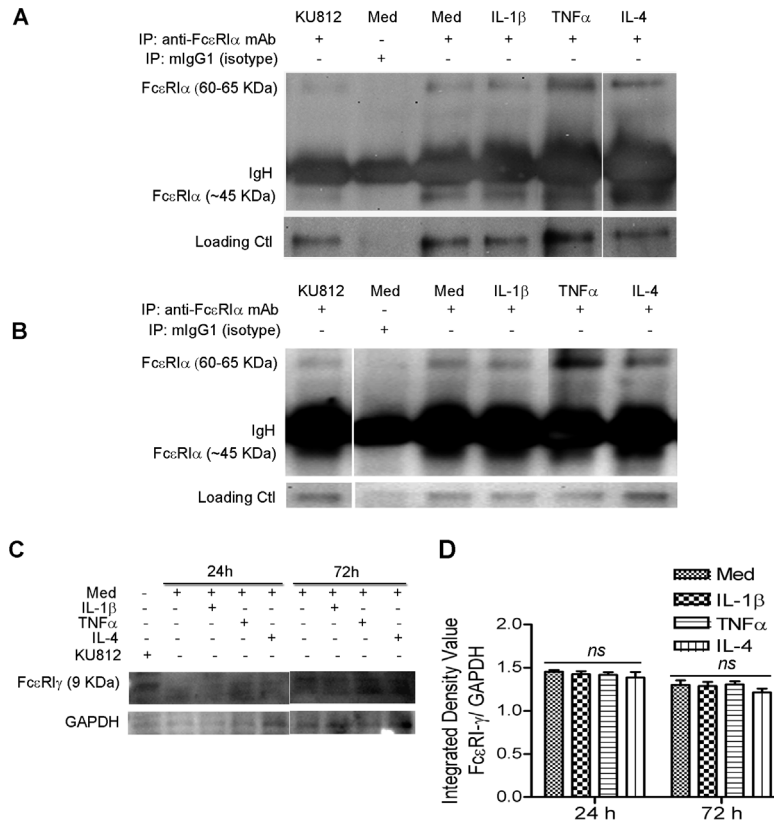 A
KU812 Med Med IL-1β TNFα IL-4
IP: anti-FcεRIα mAb + - + + + +
IP: mIgG1 (isotype) - + - - - -
FcεRIα (60-65 KDa)
IgH
FcεRIα (~45 KDa)
Loading Ctl
B
KU812 Med Med IL-1β TNFα IL-4
IP: anti-FcεRIα mAb + - + + + +
IP: mIgG1 (isotype) - + - - - -
FcεRIα (60-65 KDa)
IgH
FcεRIα (~45 KDa)
Loading Ctl
C
24h 72h
Med - + + + + + + + +
IL-1β - - + - - - + - -
TNFα - - - + - - - + -
IL-4 - - - - + - - - +
KU812 + - - - - - - - -
FcεRIγ (9 KDa)
GAPDH
D
Med
IL-1β
TNFα
IL-4
Integrated Density Value
FcεRI-γ/ GAPDH
2.0
1.5
1.0
0.5
0.0
ns
ns
24 h 72 h